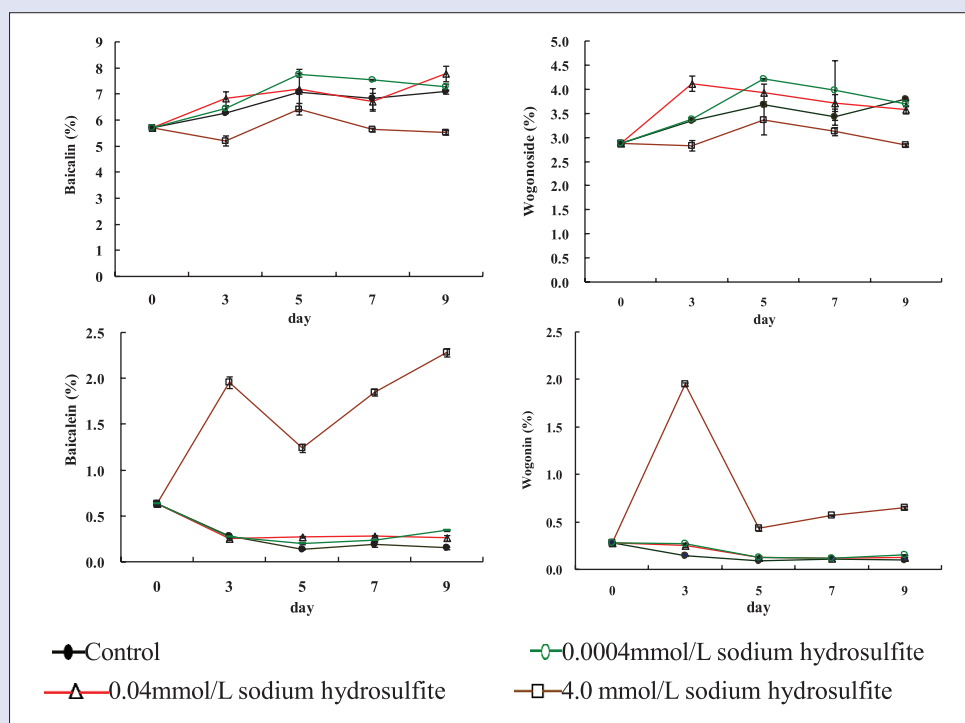 Baicalin (%)
9
8
7
6
5
4
3
2
1
0
0 3 5 7 9
day
Wogonoside (%)
5.0
4.5
4.0
3.5
3.0
2.5
2.0
1.5
1.0
0.5
0.0
0 3 5 7 9
day
Baicalein (%)
2.5
2.0
1.5
1.0
0.5
0.0
0 3 5 7 9
day
Wogonin (%)
2.5
2.0
1.5
1.0
0.5
0.0
0 3 5 7 9
day
Control
0.0004mmol/L sodium hydrosulfite
0.04mmol/L sodium hydrosulfite
4.0 mmol/L sodium hydrosulfite